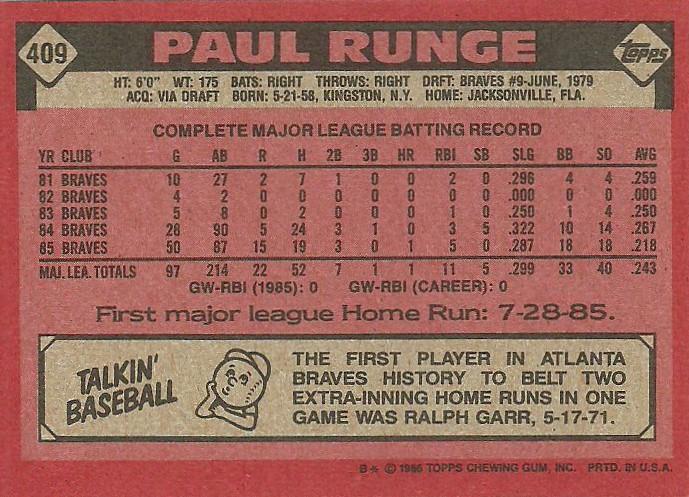 409
PAUL RUNGE
topps
HT: 6'0" WT: 175 BATS: RIGHT THROWS: RIGHT DRFT: BRAVES #9-JUNE, 1979
ACQ: VIA DRAFT BORN: 5-21-58, KINGSTON, N.Y. HOME: JACKSONVILLE, FLA.
COMPLETE MAJOR LEAGUE BATTING RECORD
YR CLUB G AB R H 2B 3B HR RBI SB SLG BB SO AVG
81 BRAVES 10 27 2 7 1 0 0 2 0 .296 4 4 .259
82 BRAVES 4 2 0 0 0 0 0 0 0 .000 0 0 .000
83 BRAVES 5 8 0 2 0 0 0 1 0 .250 1 4 .250
84 BRAVES 28 90 5 24 3 1 0 3 5 .322 10 14 .267
85 BRAVES 50 87 15 19 3 0 1 5 0 .287 18 18 .218
MAJ. LEA. TOTALS 97 214 22 52 7 1 1 11 5 .299 33 40 .243
GW-RBI (1985): 0 GW-RBI (CAREER): 0
First major league Home Run: 7-28-85.
TALKIN'
BASEBALL
THE FIRST PLAYER IN ATLANTA
BRAVES HISTORY TO BELT TWO
EXTRA-INNING HOME RUNS IN ONE
GAME WAS RALPH GARR, 5-17-71.
B* © 1986 TOPPS CHEWING GUM, INC. PRTD. IN U.S.A.